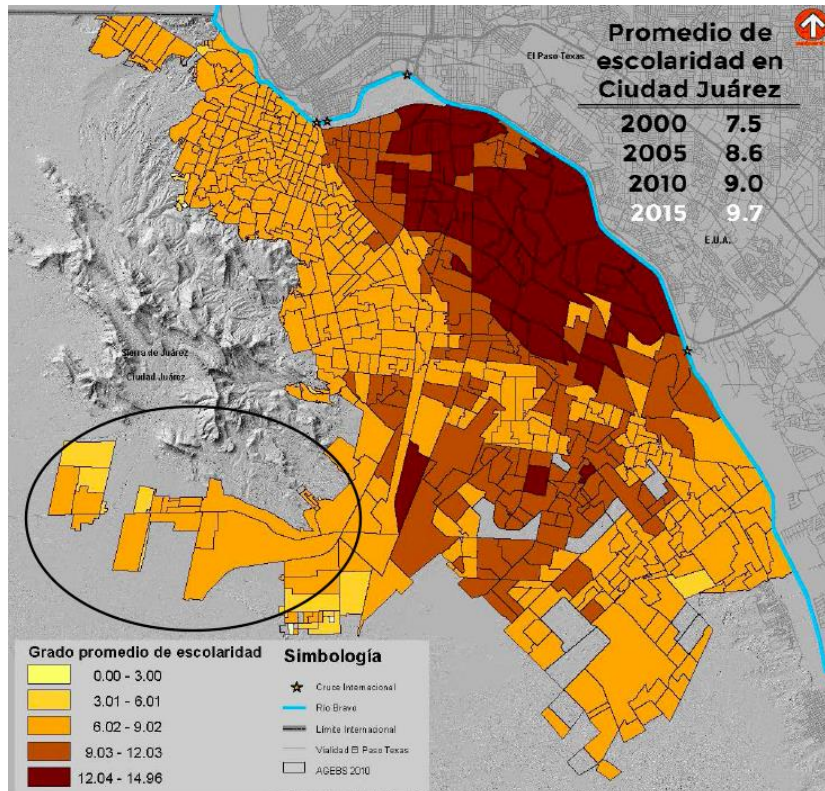 Promedio de
escolaridad en
Ciudad Juárez
2000 7.5
2005 8.6
2010 9.0
2015 9.7
El Paso Texas
E.U.A.
Sierra de Juárez
Ciudad Juárez
Grado promedio de escolaridad
0.00 - 3.00
3.01 - 6.01
6.02 - 9.02
9.03 - 12.03
12.04 - 14.96
Simbología
Cruce Internacional
Río Bravo
Límite Internacional
Vialidad El Paso Texas
AGEBS 2010